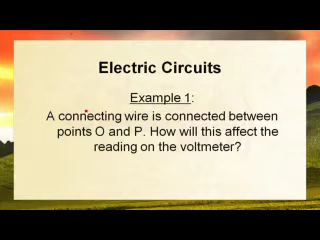 Electric Circuits
Example 1:
A connecting wire is connected between
points O and P. How will this affect the
reading on the voltmeter?